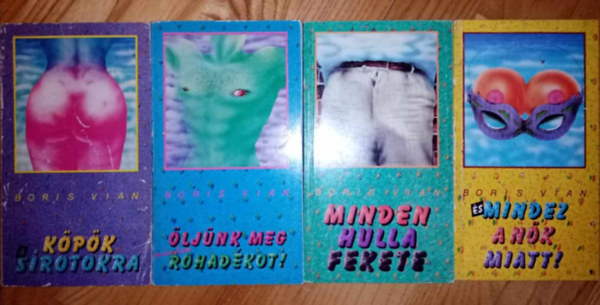 BORIS VIAN
KÖPÖK
A SÍROTOKRA
BORIS VIAN
ÖLJÜNK MEG
RÓHADÉKOT!
BORIS VIAN
MINDEN
HULLA
FEKETE
BORIS VIAN
ÉS MINDEZ
A NŐK
MIATT!